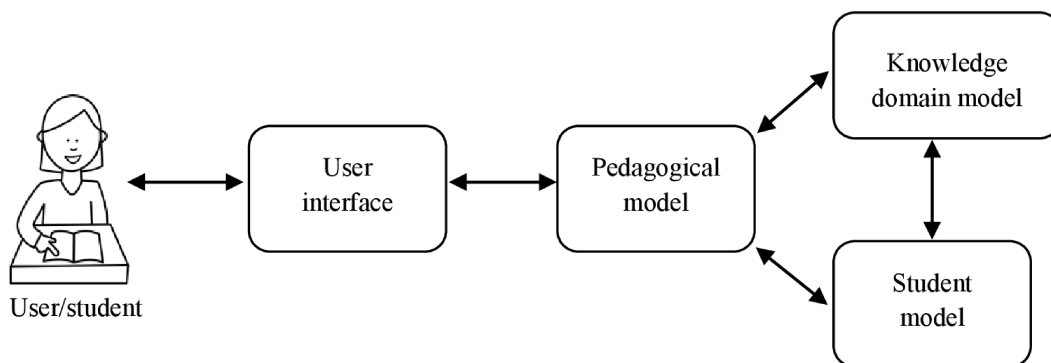 User/student
User
interface
Pedagogical
model
Knowledge
domain model
Student
model